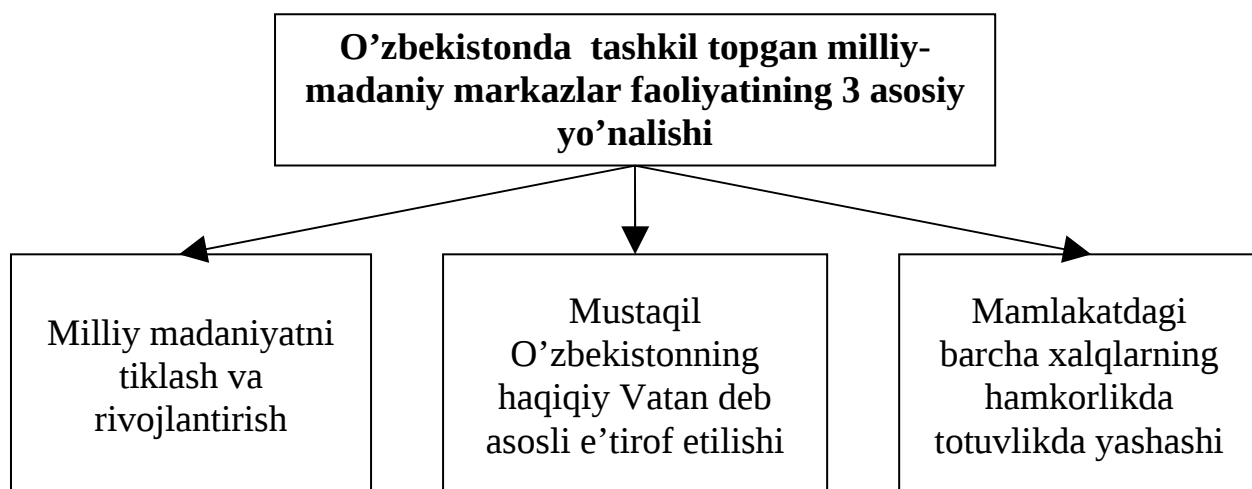 O’zbekistonda tashkil topgan milliy-
madaniy markazlar faoliyatining 3 asosiy
yo’nalishi
Milliy madaniyatni
tiklash va
rivojlantirish
Mustaqil
O’zbekistonning
haqiqiy Vatan deb
asosli e’tirof etilishi
Mamlakatdagi
barcha xalqlarning
hamkorlikda
totuvlikda yashashi